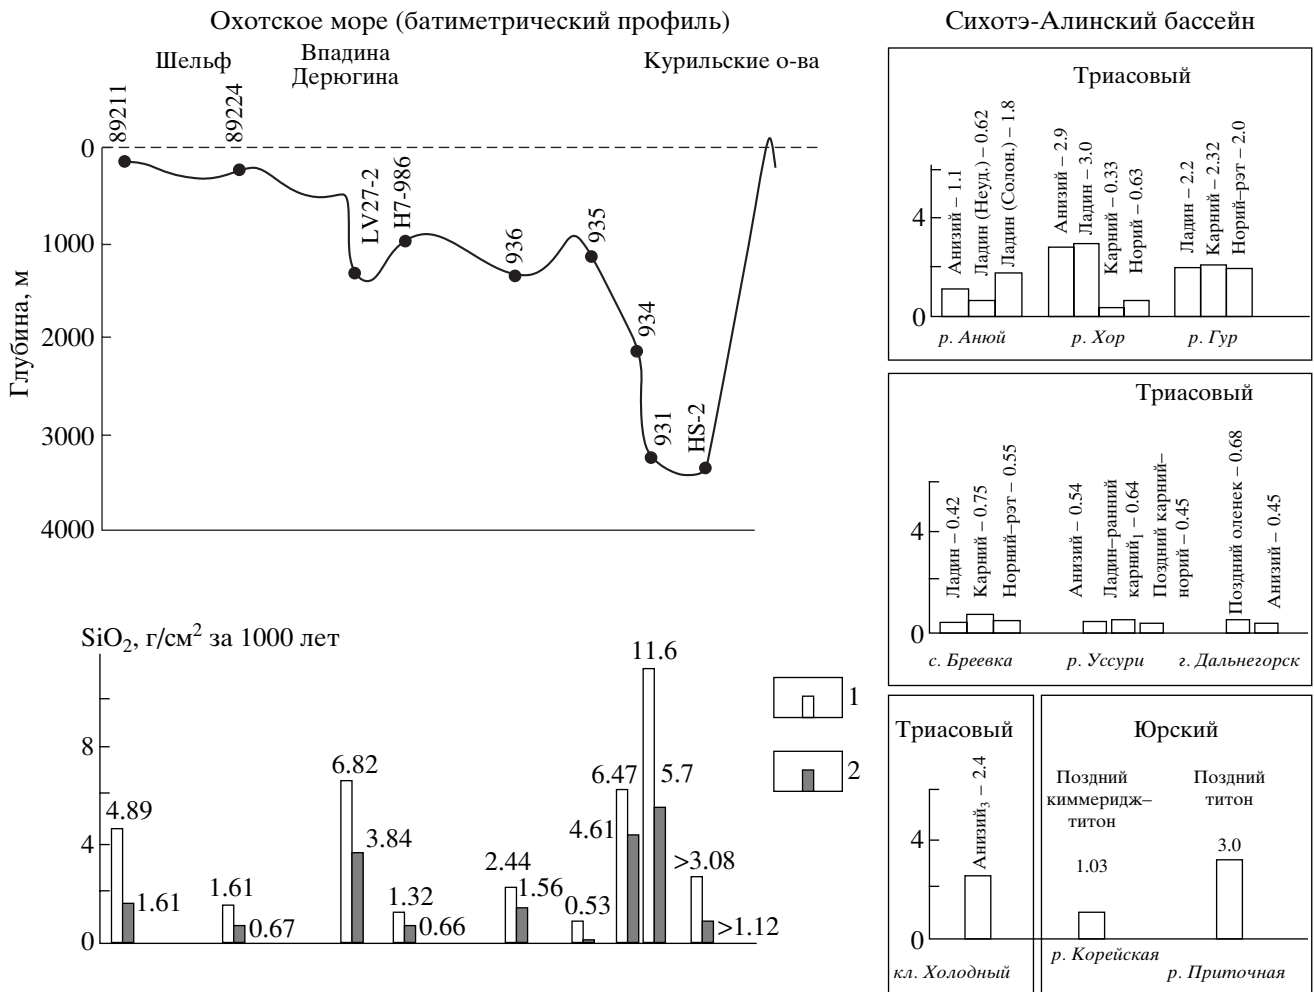 Охотское море (батиметрический профиль)
Шельф
Впадина
Дерюгина
Курильские о-ва
89211
89224
LV27-2
H7-986
936
935
934
931
HS-2
0
1000
2000
3000
4000
Глубина, м
SiO2, г/см2 за 1000 лет
8
4
0
4.89
1.61
1.61
0.67
6.82
3.84
1.32
0.66
2.44
1.56
0.53
6.47
4.61
11.6
5.7
>3.08
>1.12
1
2
Сихотэ-Алинский бассейн
Триасовый
4
0
Анизий – 1.1
Ладин (Неуд.) – 0.62
Ладин (Солон.) – 1.8
Анизий – 2.9
Ладин – 3.0
Карний – 0.33
Норий – 0.63
Ладин – 2.2
Карний – 2.32
Норий–рэт – 2.0
р. Анюй
р. Хор
р. Гур
Триасовый
4
0
Ладин – 0.42
Карний – 0.75
Норний–рэт – 0.55
Анизий – 0.54
Ладин–ранний
карний1 – 0.64
Поздний карний–
норий – 0.45
Поздний оленек – 0.68
Анизий – 0.45
с. Бреевка
р. Уссури
г. Дальнегорск
Триасовый
4
0
Анизий3 – 2.4
кл. Холодный
Юрский
Поздний
киммеридж–
титон
1.03
Поздний
титон
3.0
р. Корейская
р. Приточная